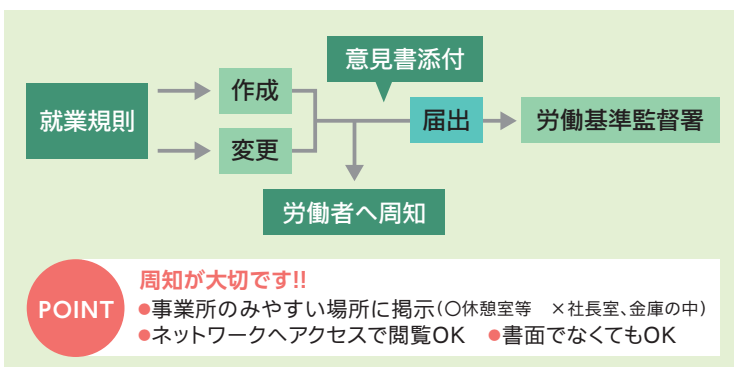 意見書添付
就業規則
作成
変更
届出
労働基準監督署
労働者へ周知
POINT
周知が大切です!!
●事業所のみやすい場所に掲示(〇休憩室等　×社長室、金庫の中)
●ネットワークへアクセスで閲覧OK　●書面でなくてもOK